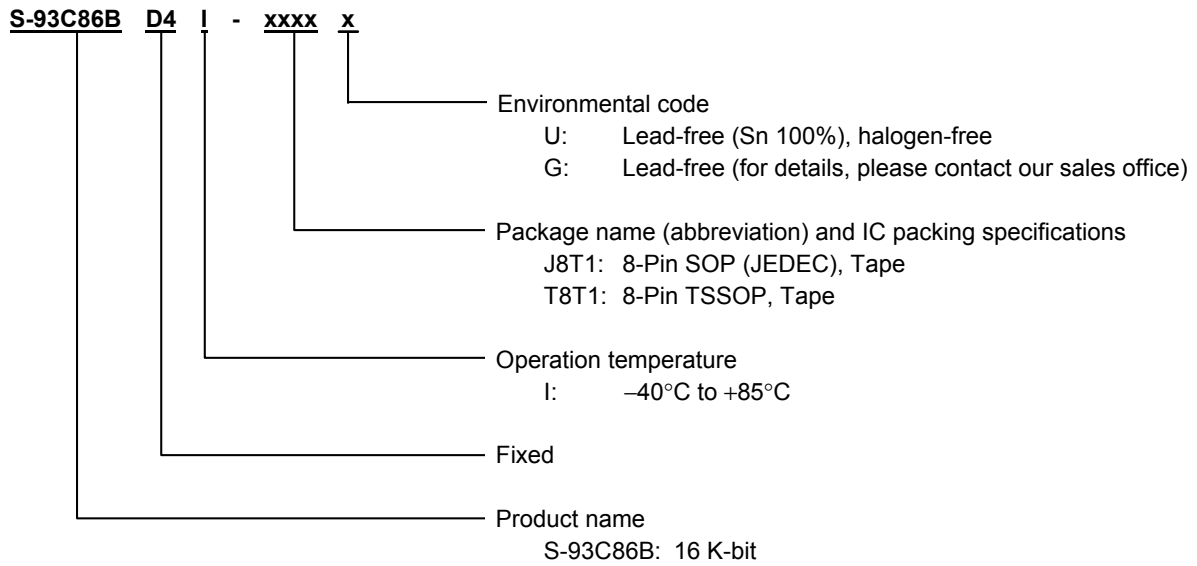 S-93C86B D4 I - xxxx x
Environmental code
U: Lead-free (Sn 100%), halogen-free
G: Lead-free (for details, please contact our sales office)
Package name (abbreviation) and IC packing specifications
J8T1: 8-Pin SOP (JEDEC), Tape
T8T1: 8-Pin TSSOP, Tape
Operation temperature
I: −40°C to +85°C
Fixed
Product name
S-93C86B: 16 K-bit